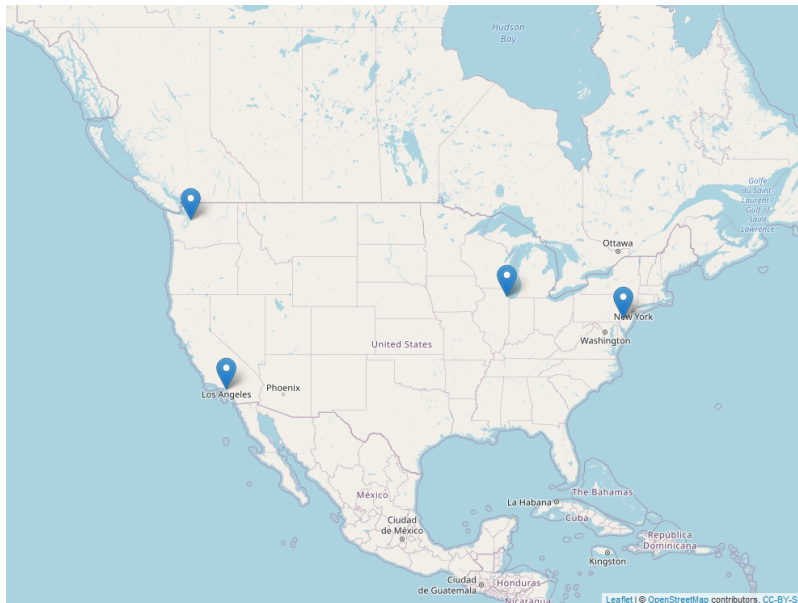 Hudson
Bay
Golfe
du Saint-
Laurent /
Gulf of
Saint
Lawrence
Ottawa
New York
Washington
United States
Los Angeles
Phoenix
México
Ciudad
de México
La Habana
The Bahamas
Cuba
República
Dominicana
Kingston
Ciudad
de Guatemala
Honduras
Nicaragua
Leaflet | © OpenStreetMap contributors, CC-BY-S